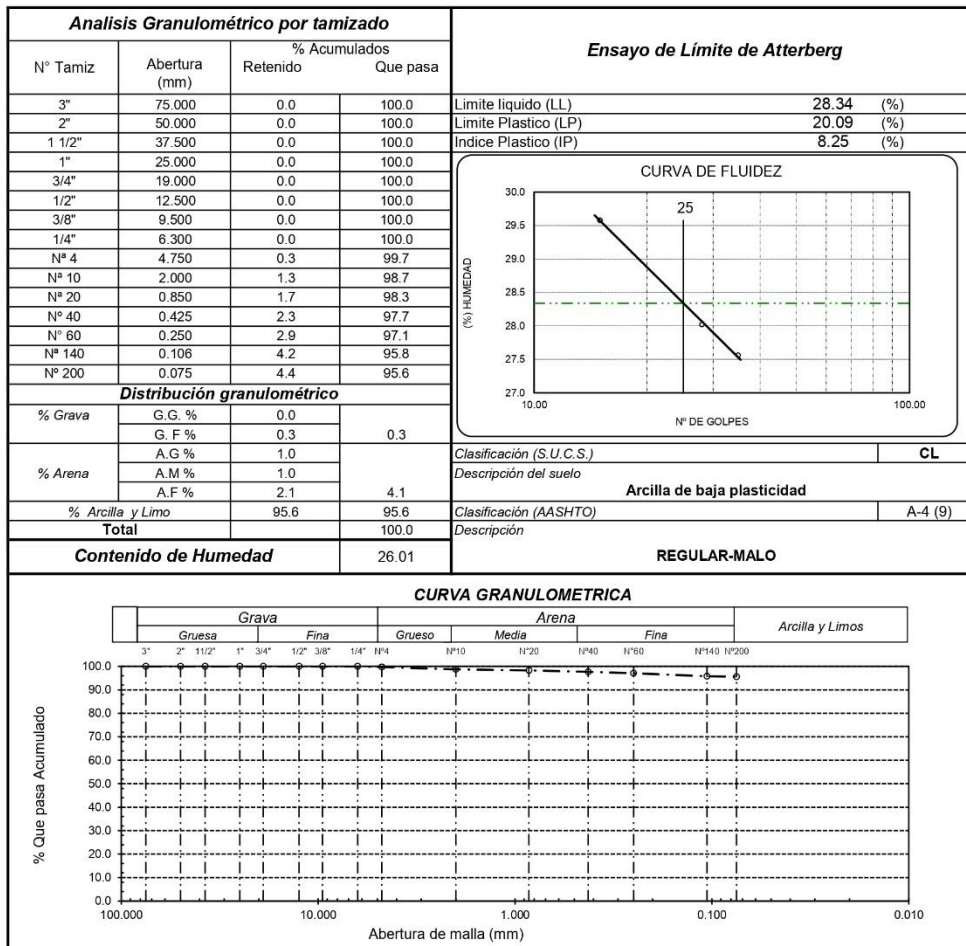 Analisis Granulométrico por tamizado
N° Tamiz Abertura (mm) % Acumulados
Retenido Que pasa
3" 75.000 0.0 100.0
2" 50.000 0.0 100.0
1 1/2" 37.500 0.0 100.0
1" 25.000 0.0 100.0
3/4" 19.000 0.0 100.0
1/2" 12.500 0.0 100.0
3/8" 9.500 0.0 100.0
1/4" 6.300 0.0 100.0
Nª 4 4.750 0.3 99.7
Nª 10 2.000 1.3 98.7
Nª 20 0.850 1.7 98.3
Nº 40 0.425 2.3 97.7
N° 60 0.250 2.9 97.1
Nª 140 0.106 4.2 95.8
Nº 200 0.075 4.4 95.6
Distribución granulométrico
% Grava G.G. % 0.0
G. F % 0.3 0.3
A.G % 1.0
% Arena A.M % 1.0
A.F % 2.1 4.1
% Arcilla y Limo 95.6 95.6
Total 100.0
Contenido de Humedad 26.01
Ensayo de Límite de Atterberg
Limite liquido (LL) 28.34 (%)
Limite Plastico (LP) 20.09 (%)
Indice Plastico (IP) 8.25 (%)
CURVA DE FLUIDEZ
30.0
29.5
29.0
28.5
28.0
27.5
27.0
25
(%) HUMEDAD
10.00 100.00
Nº DE GOLPES
Clasificación (S.U.C.S.) CL
Descripción del suelo
Arcilla de baja plasticidad
Clasificación (AASHTO) A-4 (9)
Descripción
REGULAR-MALO
CURVA GRANULOMETRICA
Grava Arena Arcilla y Limos
Gruesa Fina Grueso Media Fina
3" 2" 11/2" 1" 3/4" 1/2" 3/8" 1/4" Nº4 Nº10 Nº20 Nº40 Nº60 Nº140 Nº200
100.0
90.0
80.0
70.0
60.0
50.0
40.0
30.0
20.0
10.0
0.0
% Que pasa Acumulado
100.000 10.000 1.000 0.100 0.010
Abertura de malla (mm)